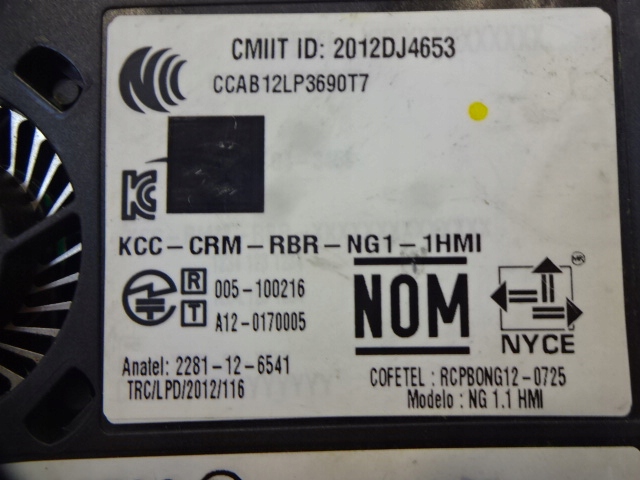 CMIIT ID: 2012DJ4653
CCAB12LP3690T7
KCC-CRM-RBR-NG1-1HMI
R 005-100216
T A12-0170005
NOM
NYCE
Anatel: 2281-12-6541
TRC/LPD/2012/116
COFETEL : RCPBONG12-0725
Modelo : NG 1.1 HMI